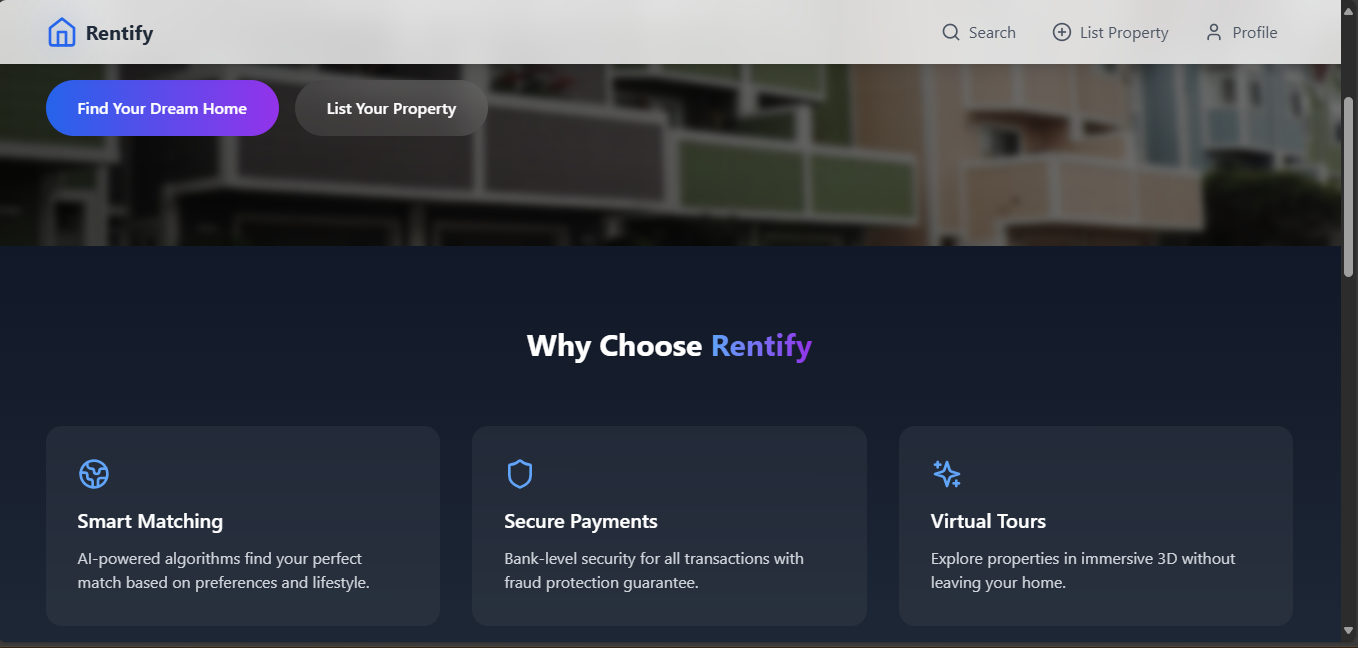 Rentify
Search
List Property
Profile
Find Your Dream Home
List Your Property
Why Choose Rentify
Smart Matching
AI-powered algorithms find your perfect
match based on preferences and lifestyle.
Secure Payments
Bank-level security for all transactions with
fraud protection guarantee.
Virtual Tours
Explore properties in immersive 3D without
leaving your home.